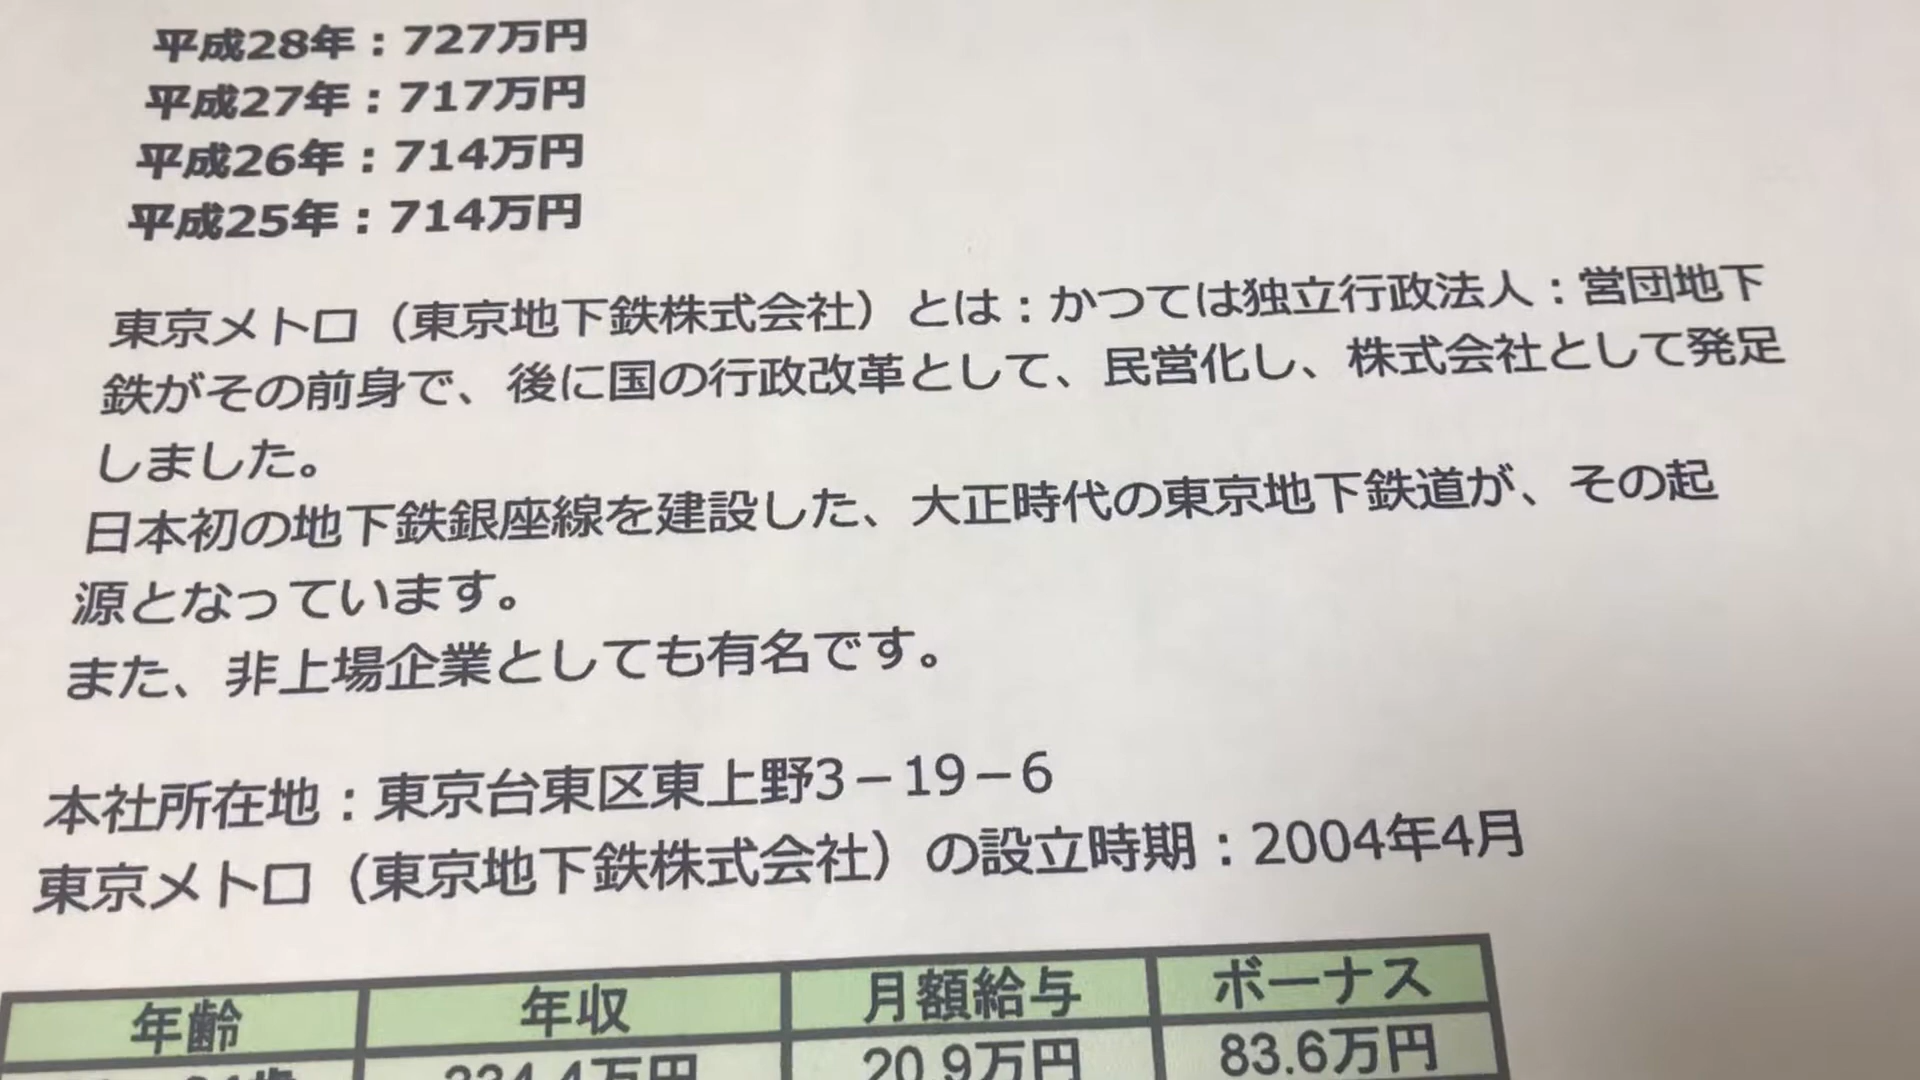 平成28年：727万円
平成27年：717万円
平成26年：714万円
平成25年：714万円
東京メトロ（東京地下鉄株式会社）とは：かつては独立行政法人：営団地下
鉄がその前身で、後に国の行政改革として、民営化し、株式会社として発足
しました。
日本初の地下鉄銀座線を建設した、大正時代の東京地下鉄道が、その起
源となっています。
また、非上場企業としても有名です。
本社所在地：東京台東区東上野3－19－6
東京メトロ（東京地下鉄株式会社）の設立時期：2004年4月
年齢 年収 月額給与 ボーナス
334.4万円 20.9万円 83.6万円